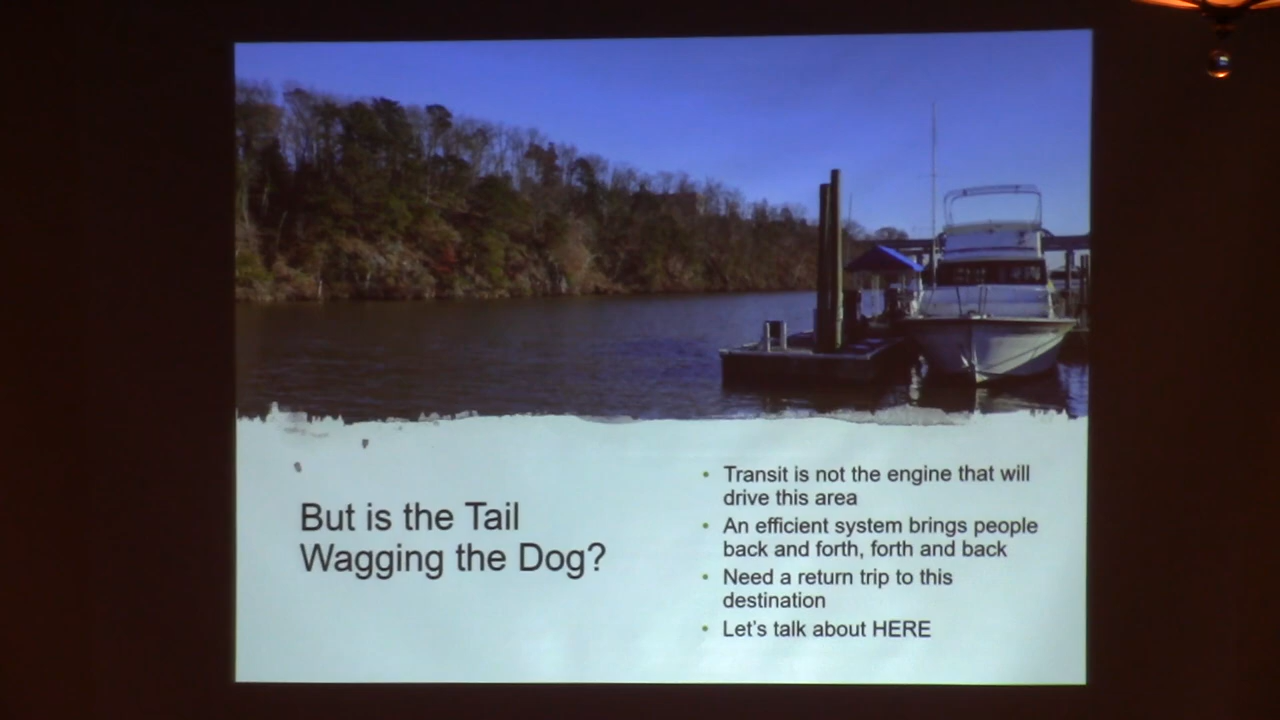 But is the Tail
Wagging the Dog?
• Transit is not the engine that will
drive this area
• An efficient system brings people
back and forth, forth and back
• Need a return trip to this
destination
• Let's talk about HERE